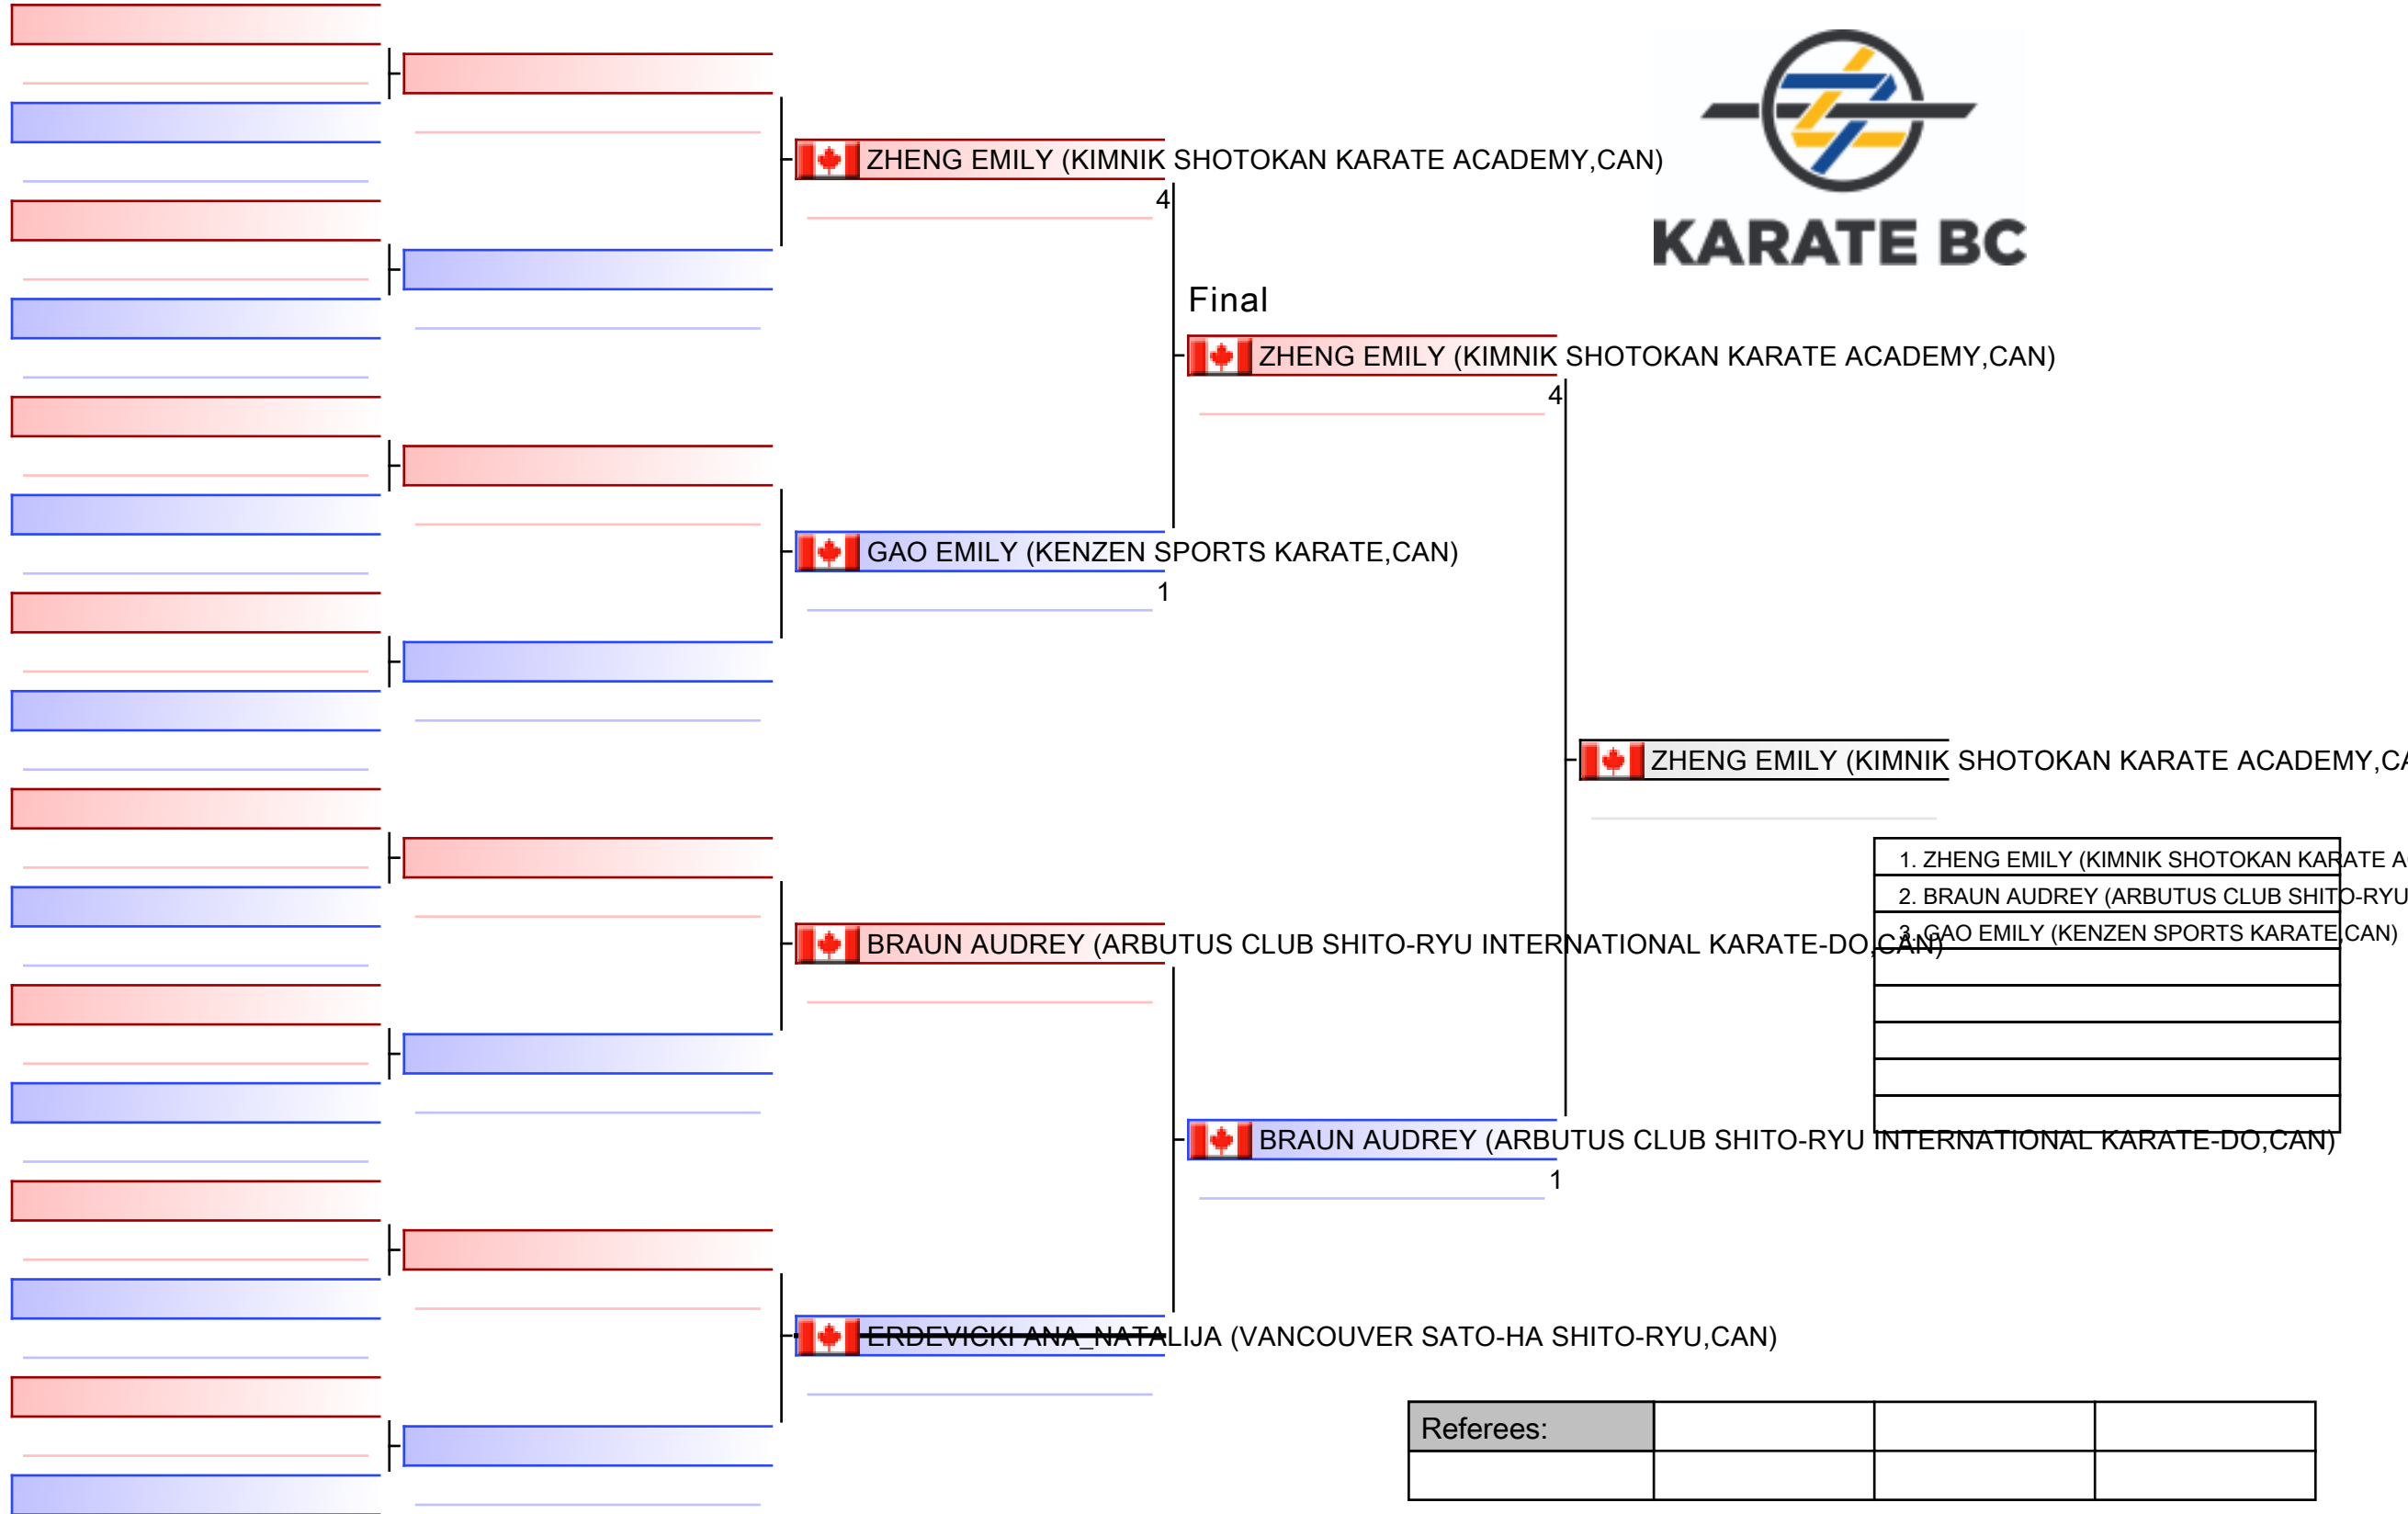 KARATE BC
ZHENG EMILY (KIMNIK SHOTOKAN KARATE ACADEMY,CAN)
4
Final
ZHENG EMILY (KIMNIK SHOTOKAN KARATE ACADEMY,CAN)
4
GAO EMILY (KENZEN SPORTS KARATE,CAN)
1
ZHENG EMILY (KIMNIK SHOTOKAN KARATE ACADEMY,CA
1. ZHENG EMILY (KIMNIK SHOTOKAN KARATE A
2. BRAUN AUDREY (ARBUTUS CLUB SHITO-RYU
3. GAO EMILY (KENZEN SPORTS KARATE,CAN)
BRAUN AUDREY (ARBUTUS CLUB SHITO-RYU INTERNATIONAL KARATE-DO,CAN)
BRAUN AUDREY (ARBUTUS CLUB SHITO-RYU INTERNATIONAL KARATE-DO,CAN)
1
ERDEVICKI ANA_NATALIJA (VANCOUVER SATO-HA SHITO-RYU,CAN)
Referees: